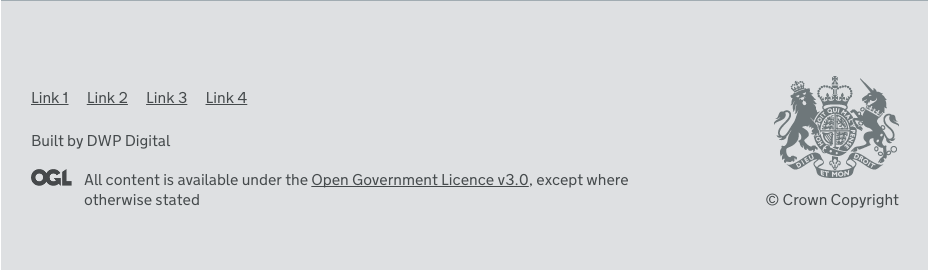 Link 1 Link 2 Link 3 Link 4
Built by DWP Digital
OGL All content is available under the Open Government Licence v3.0, except where
otherwise stated
DIEU ET MON DROIT
© Crown Copyright